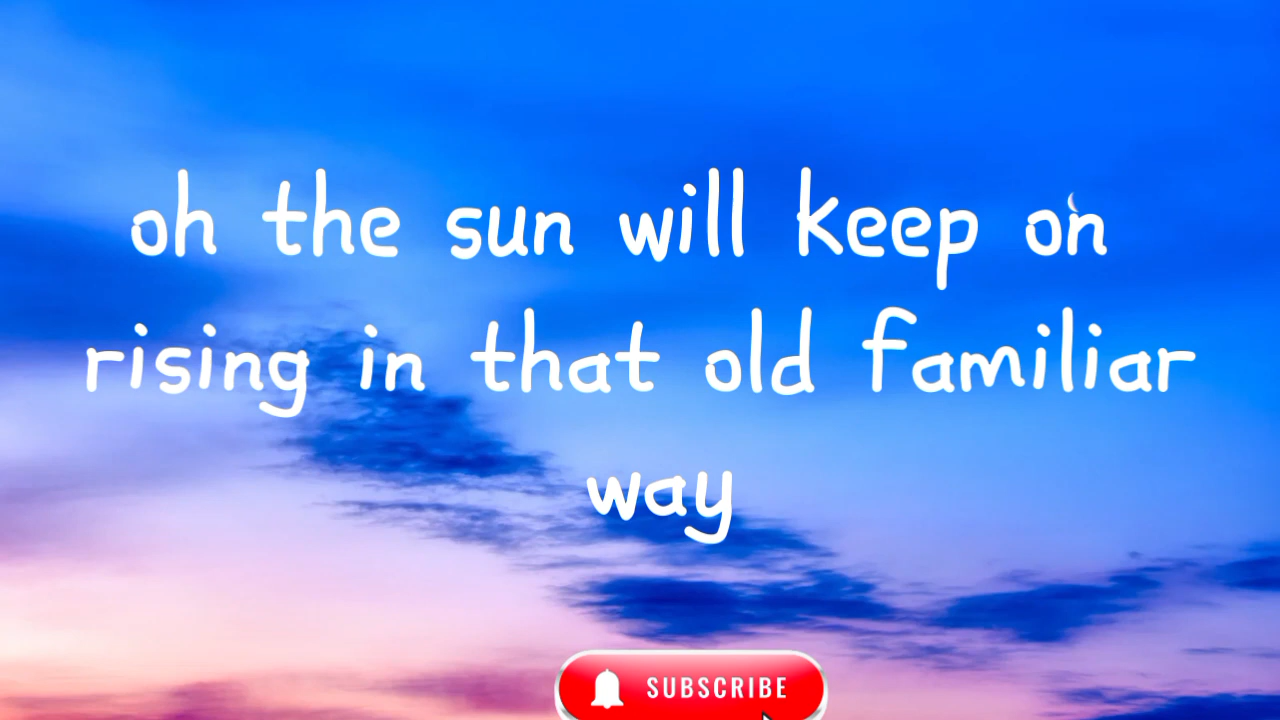 oh the sun will keep on
rising in that old familiar
way
SUBSCRIBE